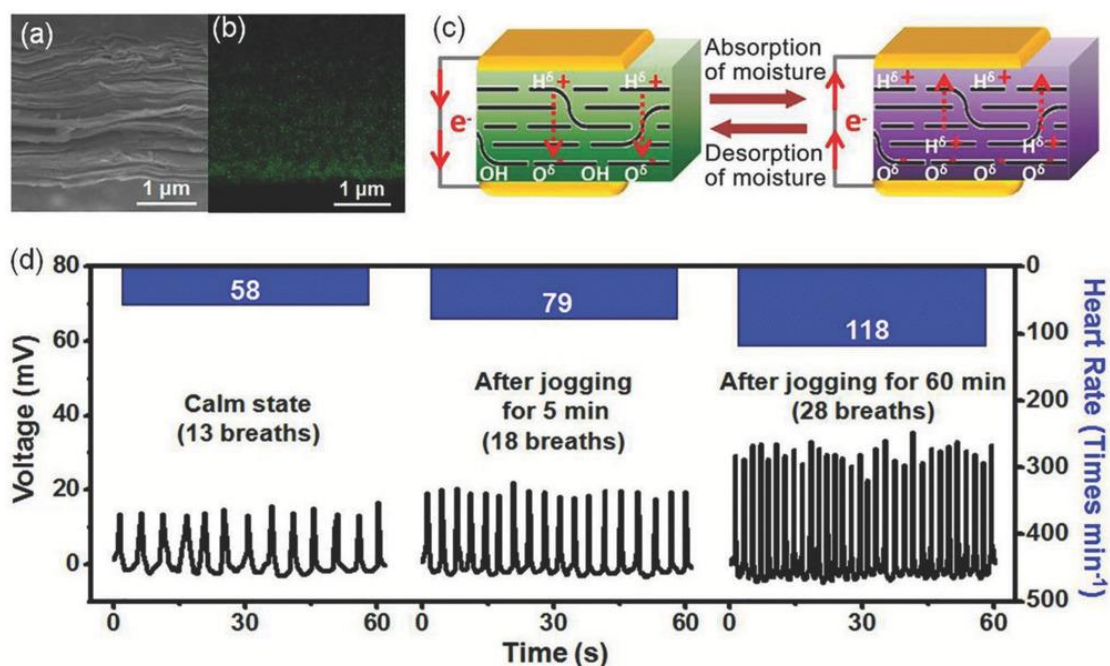 (a)
1 μm
(b)
1 μm
(c)
e-
Hδ+ Hδ+
OH Oδ- OH Oδ-
Absorption
of moisture
Desorption
of moisture
e-
Hδ+ Hδ+
Hδ+ Hδ+
Oδ- Oδ- Oδ- Oδ-
(d)
Voltage (mV)
80
60
40
20
0
58
79
118
Calm state
(13 breaths)
After jogging
for 5 min
(18 breaths)
After jogging for 60 min
(28 breaths)
0
100
200
300
400
500
Heart Rate (Times min-1)
0 30 60 0 30 60 0 30 60
Time (s)